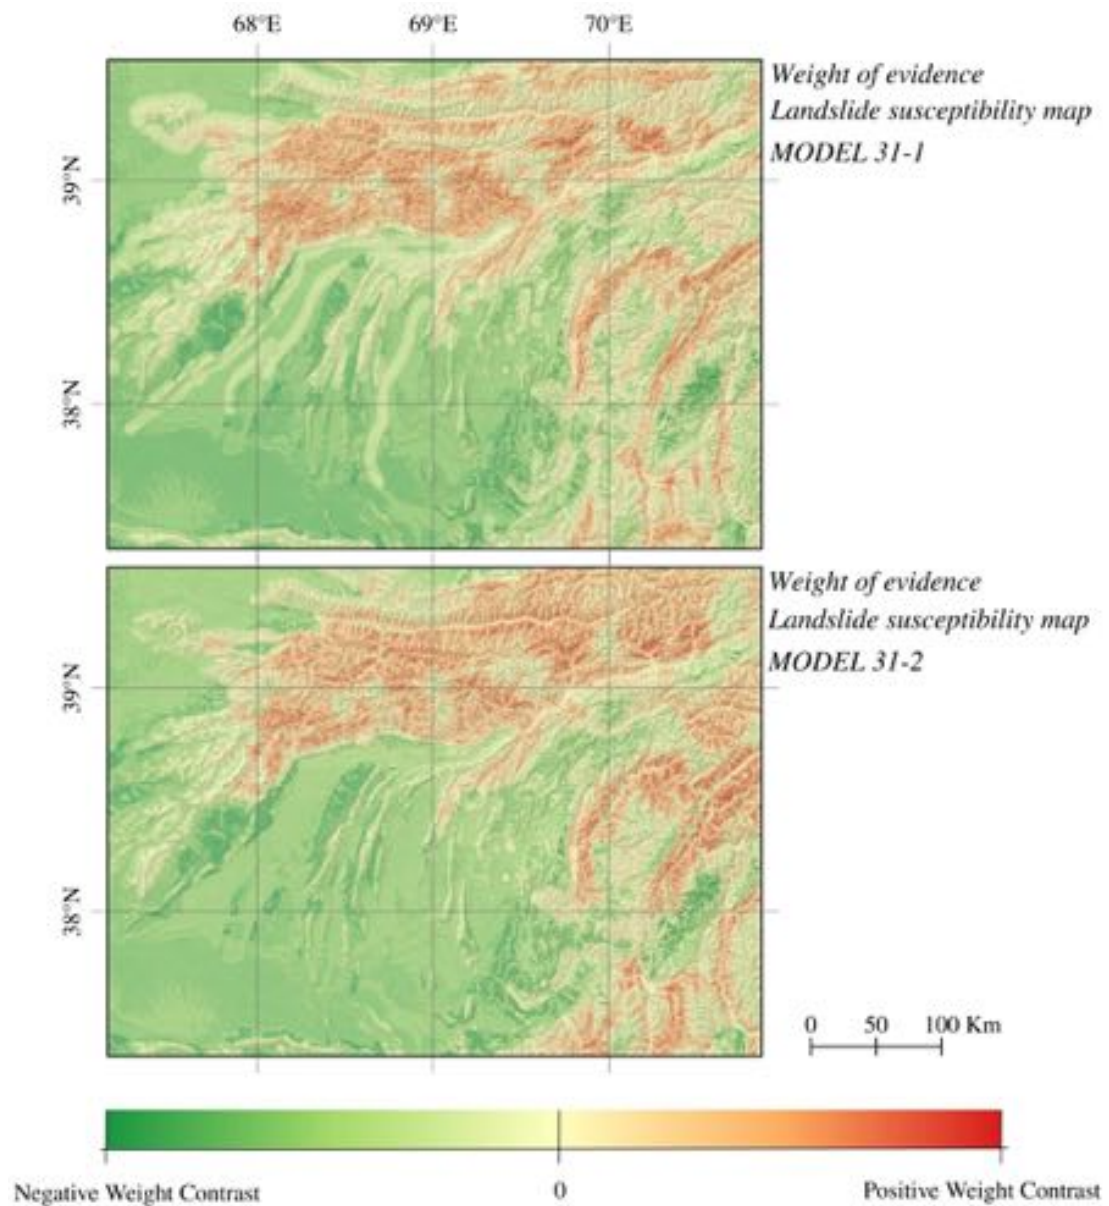 68°E 69°E 70°E
Weight of evidence
Landslide susceptibility map
MODEL 31-1
39°N
38°N
Weight of evidence
Landslide susceptibility map
MODEL 31-2
39°N
38°N
0 50 100 Km
Negative Weight Contrast 0 Positive Weight Contrast